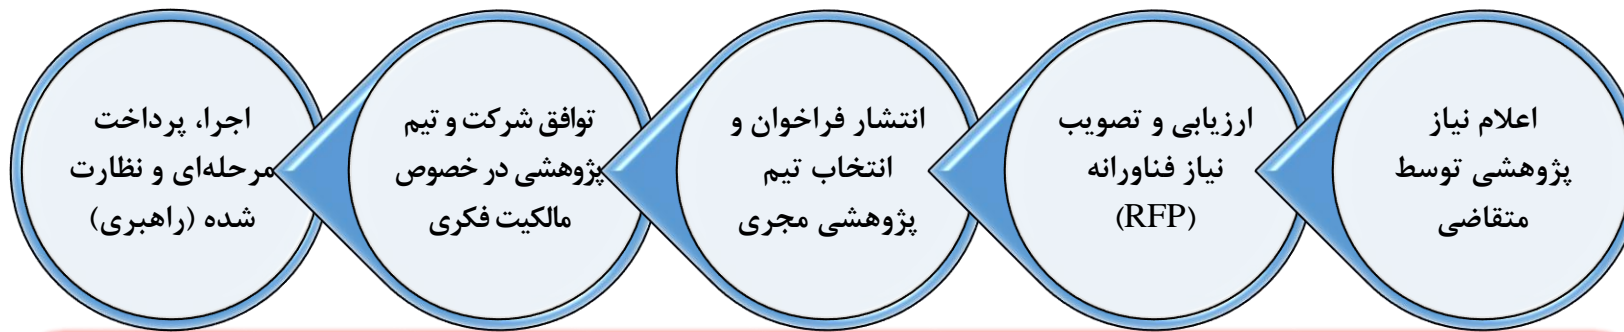 اعلام نیاز
پژوهشی توسط
متقاضی
ارزیابی و تصویب
نیاز فناورانه
(RFP)
انتشار فراخوان و
انتخاب تیم
پژوهشی مجری
توافق شرکت و تیم
پژوهشی در خصوص
مالکیت فکری
اجرا، پرداخت
مرحله‌ای و نظارت
شده (راهبری)